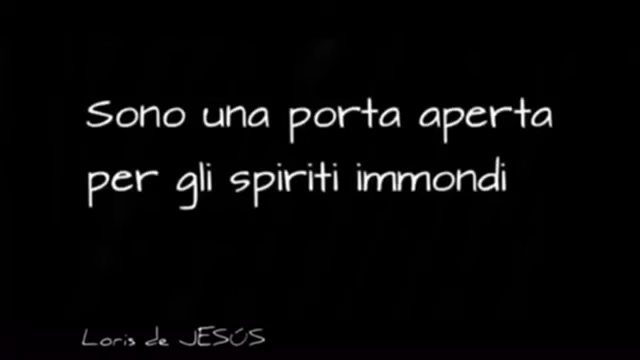 Sono una porta aperta
per gli spiriti immondi
Loris de JESÚS